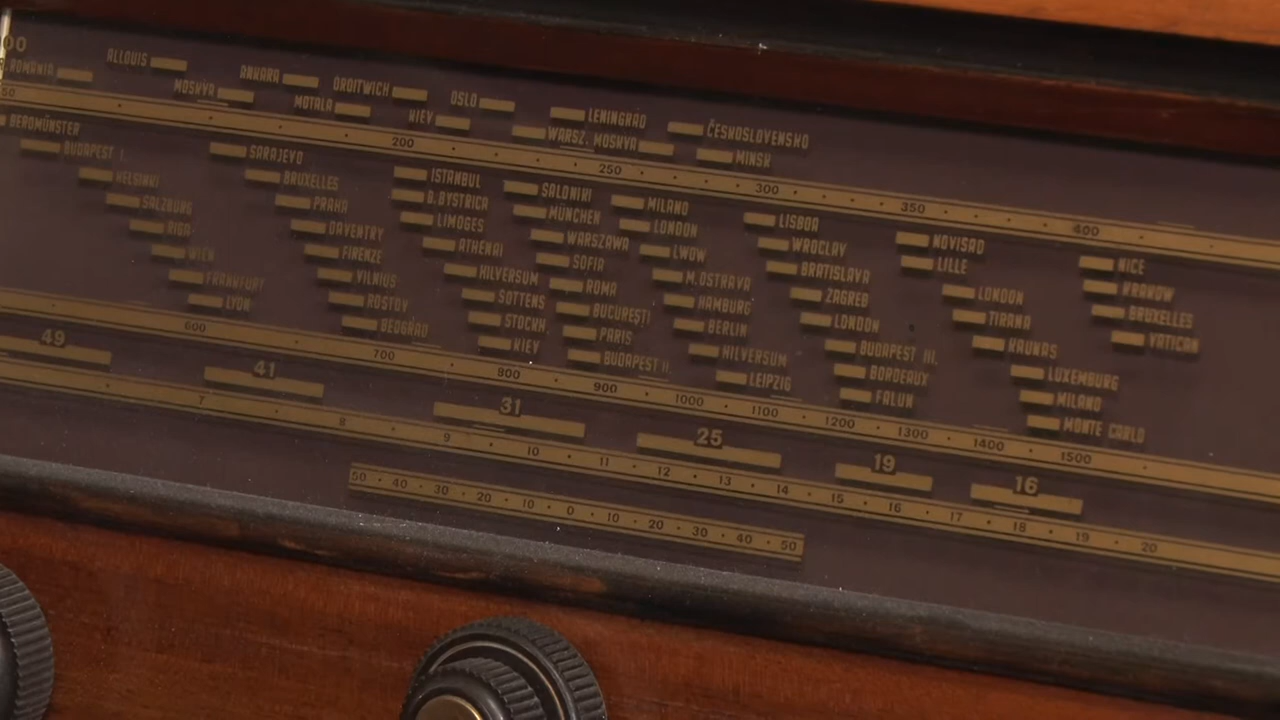 00
ALLOUIS ANKARA DROITWICH OSLO LENINGRAD ČESKOSLOVENSKO
ROMANIA MOSKVA MOTALA KIEV WARSZ. MOSKVA MINSK
50 200 250 300 350 400
BEROMÜNSTER SARAJEVO ISTANBUL SALONIKI MILANO LISBOA NOVISAD NICE
BUDAPEST I. BRUXELLES B.BYSTRICA MÜNCHEN LONDON WROCLAV LILLE KRAKOW
HELSINKI PRAHA LIMOGES WARSZAWA LWOW BRATISLAVA LONDON BRUXELLES
SALZBURG DAVENTRY ATHENAI SOFIA M.OSTRAVA ZAGREB TIRANA VATICAN
RIGA FIRENZE HILVERSUM ROMA HAMBURG LONDON KAUNAS
WIEN VILNIUS SOTTENS BUCUREȘTI BERLIN BUDAPEST III. LUXEMBURG
FRANKFURT ROSTOV STOCKH. PARIS HILVERSUM BORDEAUX MILANO
LYON BEOGRAD KIEV BUDAPEST II. LEIPZIG FALUN MONTE CARLO
600 700 800 900 1000 1100 1200 1300 1400 1500
49 41 31 25 19 16
7 8 9 10 11 12 13 14 15 16 17 18 19 20
50 40 30 20 10 0 10 20 30 40 50